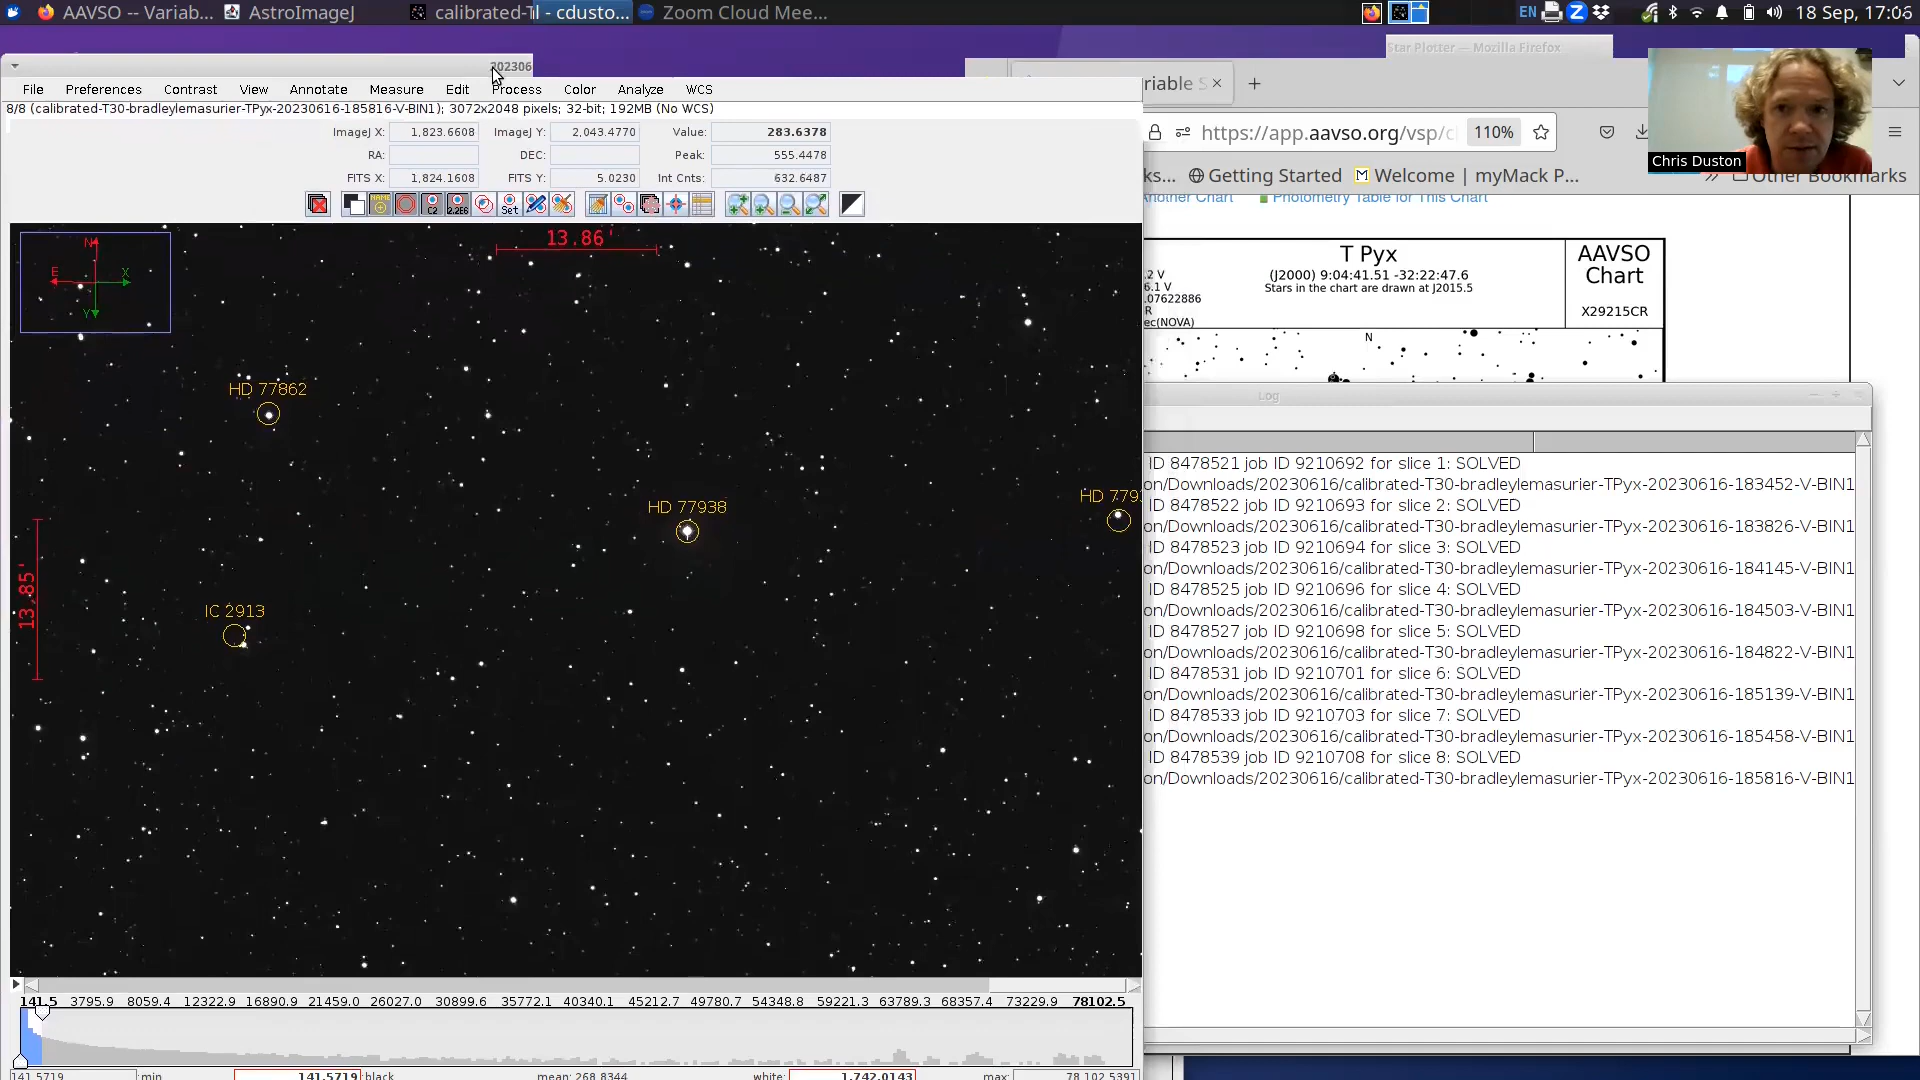 AAVSO -- Variab...
AstroImageJ
calibrated-T
l - cdusto...
Zoom Cloud Mee...
EN
18 Sep, 17:06
202306
Star Plotter — Mozilla Firefox
File
Preferences
Contrast
View
Annotate
Measure
Edit
Process
Color
Analyze
WCS
8/8 (calibrated-T30-bradleylemasurier-TPyx-20230616-185816-V-BIN1); 3072x2048 pixels; 32-bit; 192MB (No WCS)
ImageJ X: 1,823.6608 ImageJ Y: 2,043.4770 Value: 283.6378
RA: DEC: Peak: 555.4478
FITS X: 1,824.1608 FITS Y: 5.0230 Int Cnts: 632.6487
riable S
https://app.aavso.org/vsp/c
110%
Chris Duston
ks...
Getting Started
Welcome | myMack P...
Other Bookmarks
Another Chart
Photometry Table for This Chart
T Pyx
(J2000) 9:04:41.51 -32:22:47.6
Stars in the chart are drawn at J2015.5
AAVSO
Chart
X29215CR
.2 V
6.1 V
.07622886
R
ec(NOVA)
N
N
E
X
Y
13.86'
13.85'
HD 77862
HD 77938
HD 779
IC 2913
Log
ID 8478521 job ID 9210692 for slice 1: SOLVED
on/Downloads/20230616/calibrated-T30-bradleylemasurier-TPyx-20230616-183452-V-BIN1
ID 8478522 job ID 9210693 for slice 2: SOLVED
on/Downloads/20230616/calibrated-T30-bradleylemasurier-TPyx-20230616-183826-V-BIN1
ID 8478523 job ID 9210694 for slice 3: SOLVED
on/Downloads/20230616/calibrated-T30-bradleylemasurier-TPyx-20230616-184145-V-BIN1
ID 8478525 job ID 9210696 for slice 4: SOLVED
on/Downloads/20230616/calibrated-T30-bradleylemasurier-TPyx-20230616-184503-V-BIN1
ID 8478527 job ID 9210698 for slice 5: SOLVED
on/Downloads/20230616/calibrated-T30-bradleylemasurier-TPyx-20230616-184822-V-BIN1
ID 8478531 job ID 9210701 for slice 6: SOLVED
on/Downloads/20230616/calibrated-T30-bradleylemasurier-TPyx-20230616-185139-V-BIN1
ID 8478533 job ID 9210703 for slice 7: SOLVED
on/Downloads/20230616/calibrated-T30-bradleylemasurier-TPyx-20230616-185458-V-BIN1
ID 8478539 job ID 9210708 for slice 8: SOLVED
on/Downloads/20230616/calibrated-T30-bradleylemasurier-TPyx-20230616-185816-V-BIN1
141.5 3795.9 8059.4 12322.9 16890.9 21459.0 26027.0 30899.6 35772.1 40340.1 45212.7 49780.7 54348.8 59221.3 63789.3 68357.4 73229.9 78102.5
141.5719 :min 141.5719 :black mean: 268.8344 white: 1,742.0143 max: 78,102.5391